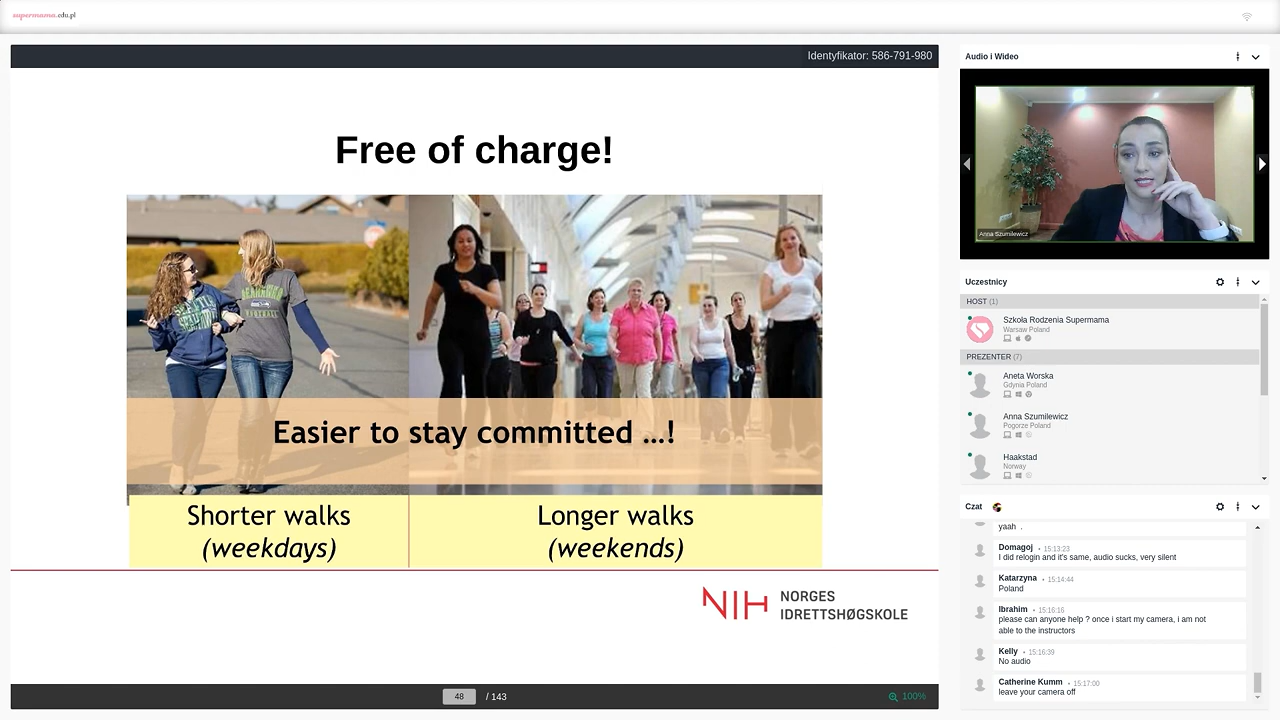 supermama.edu.pl
Identyfikator: 586-791-980
Free of charge!
Easier to stay committed ...!
Shorter walks
(weekdays)
Longer walks
(weekends)
NIH NORGES
IDRETTSHØGSKOLE
48 / 143
100%
Audio i Wideo
Anna Szumilewicz
Uczestnicy
HOST (1)
Szkoła Rodzenia Supermama
Warsaw Poland
PREZENTER (7)
Aneta Worska
Gdynia Poland
Anna Szumilewicz
Pogorze Poland
Haakstad
Norway
Czat
yaah .
Domagoj • 15:13:23
I did relogin and it's same, audio sucks, very silent
Katarzyna • 15:14:44
Poland
Ibrahim • 15:16:16
please can anyone help ? once i start my camera, i am not
able to the instructors
Kelly • 15:16:39
No audio
Catherine Kumm • 15:17:00
leave your camera off